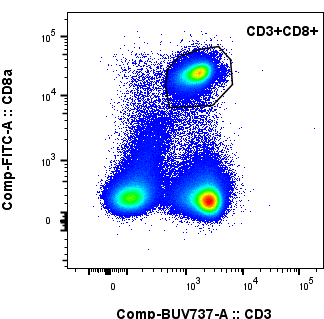 CD3+CD8+
10^5
10^4
10^3
0
Comp-FITC-A :: CD8a
0
10^3
10^4
10^5
Comp-BUV737-A :: CD3